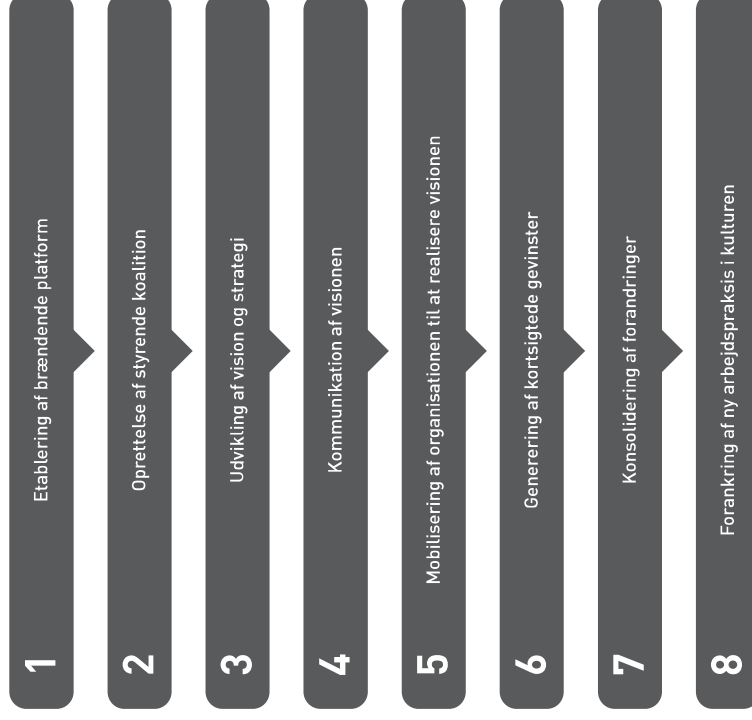 1 Etablering af brændende platform
2 Oprettelse af styrende koalition
3 Udvikling af vision og strategi
4 Kommunikation af visionen
5 Mobilisering af organisationen til at realisere visionen
6 Generering af kortsigtede gevinster
7 Konsolidering af forandringer
8 Forankring af ny arbejdspraksis i kulturen